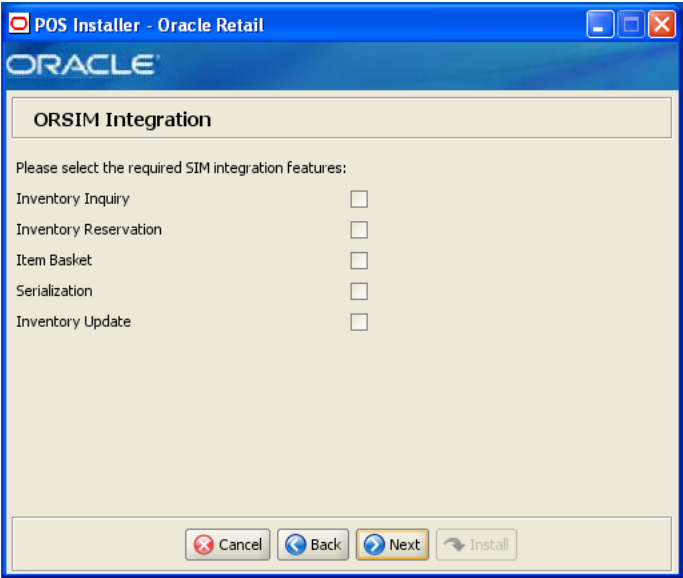 POS Installer - Oracle Retail
ORACLE
ORSIM Integration
Please select the required SIM integration features:
Inventory Inquiry
Inventory Reservation
Item Basket
Serialization
Inventory Update
Cancel Back Next Install